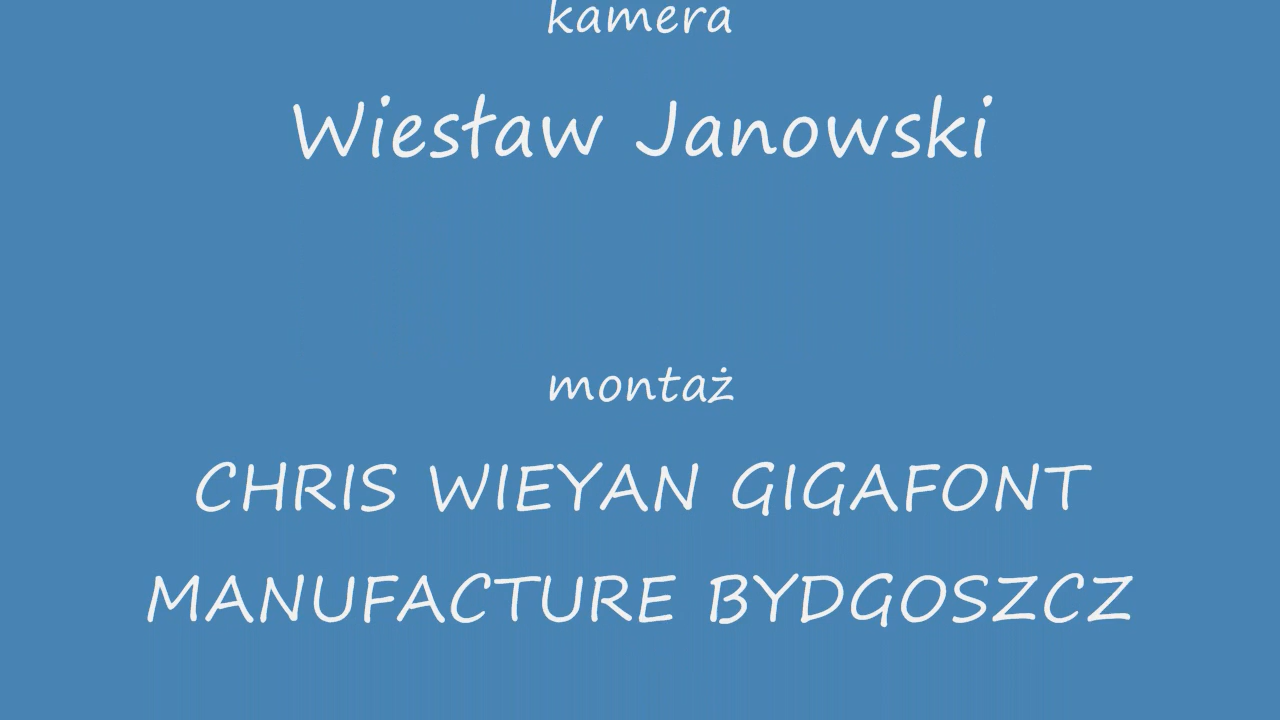 kamera
Wiesław Janowski
montaż
CHRIS WIEYAN GIGAFONT
MANUFACTURE BYDGOSZCZ